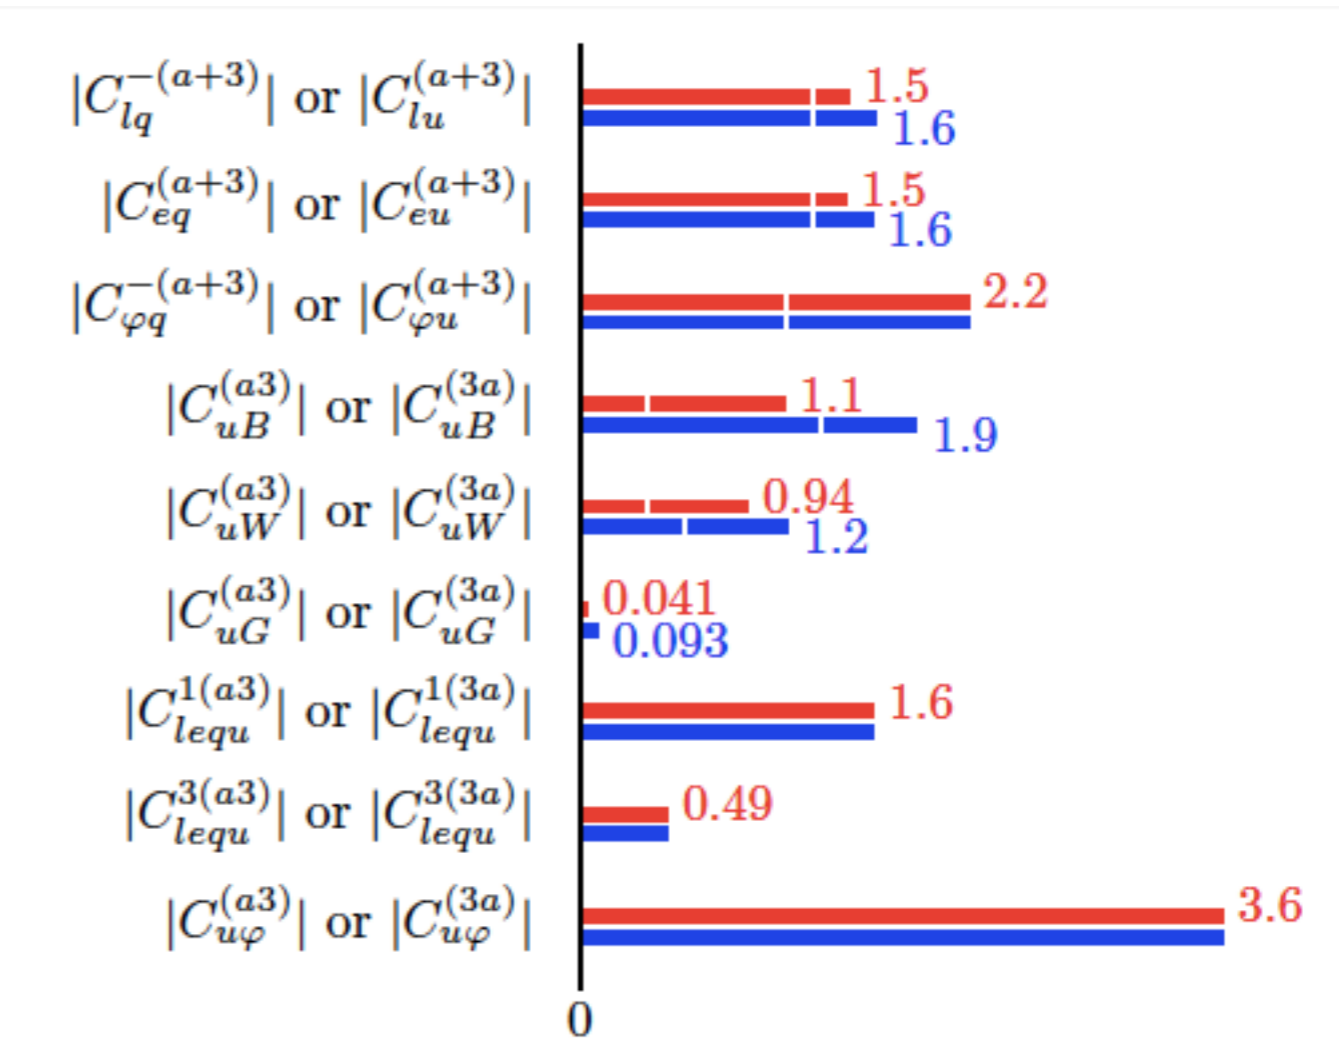 |C_{lq}^{-(a+3)}| or |C_{lu}^{(a+3)}| 1.5
1.6
|C_{eq}^{(a+3)}| or |C_{eu}^{(a+3)}| 1.5
1.6
|C_{φq}^{-(a+3)}| or |C_{φu}^{(a+3)}| 2.2
|C_{uB}^{(a3)}| or |C_{uB}^{(3a)}| 1.1
1.9
|C_{uW}^{(a3)}| or |C_{uW}^{(3a)}| 0.94
1.2
|C_{uG}^{(a3)}| or |C_{uG}^{(3a)}| 0.041
0.093
|C_{lequ}^{1(a3)}| or |C_{lequ}^{1(3a)}| 1.6
|C_{lequ}^{3(a3)}| or |C_{lequ}^{3(3a)}| 0.49
|C_{uφ}^{(a3)}| or |C_{uφ}^{(3a)}| 3.6
0